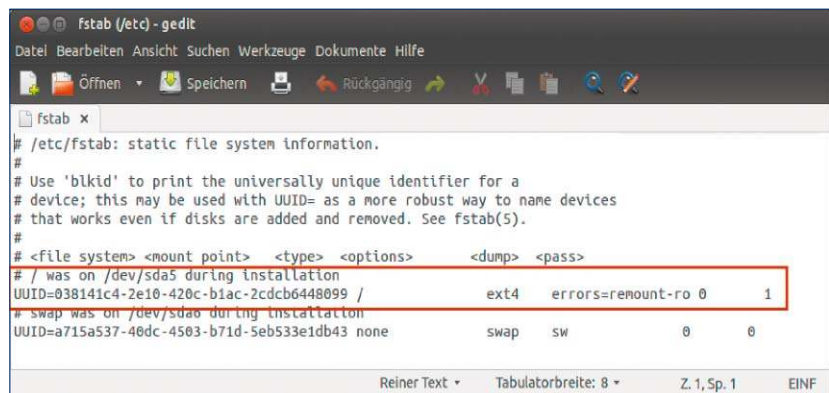 fstab (/etc) - gedit
Datei Bearbeiten Ansicht Suchen Werkzeuge Dokumente Hilfe
Öffnen Speichern Rückgängig
fstab x
# /etc/fstab: static file system information.
#
# Use 'blkid' to print the universally unique identifier for a
# device; this may be used with UUID= as a more robust way to name devices
# that works even if disks are added and removed. See fstab(5).
#
# <file system> <mount point> <type> <options> <dump> <pass>
# / was on /dev/sda5 during installation
UUID=038141c4-2e10-420c-b1ac-2cdcb6448099 / ext4 errors=remount-ro 0 1
# swap was on /dev/sda6 during installation
UUID=a715a537-40dc-4503-b71d-5eb533e1db43 none swap sw 0 0
Reiner Text Tabulatorbreite: 8 Z. 1, Sp. 1 EINF